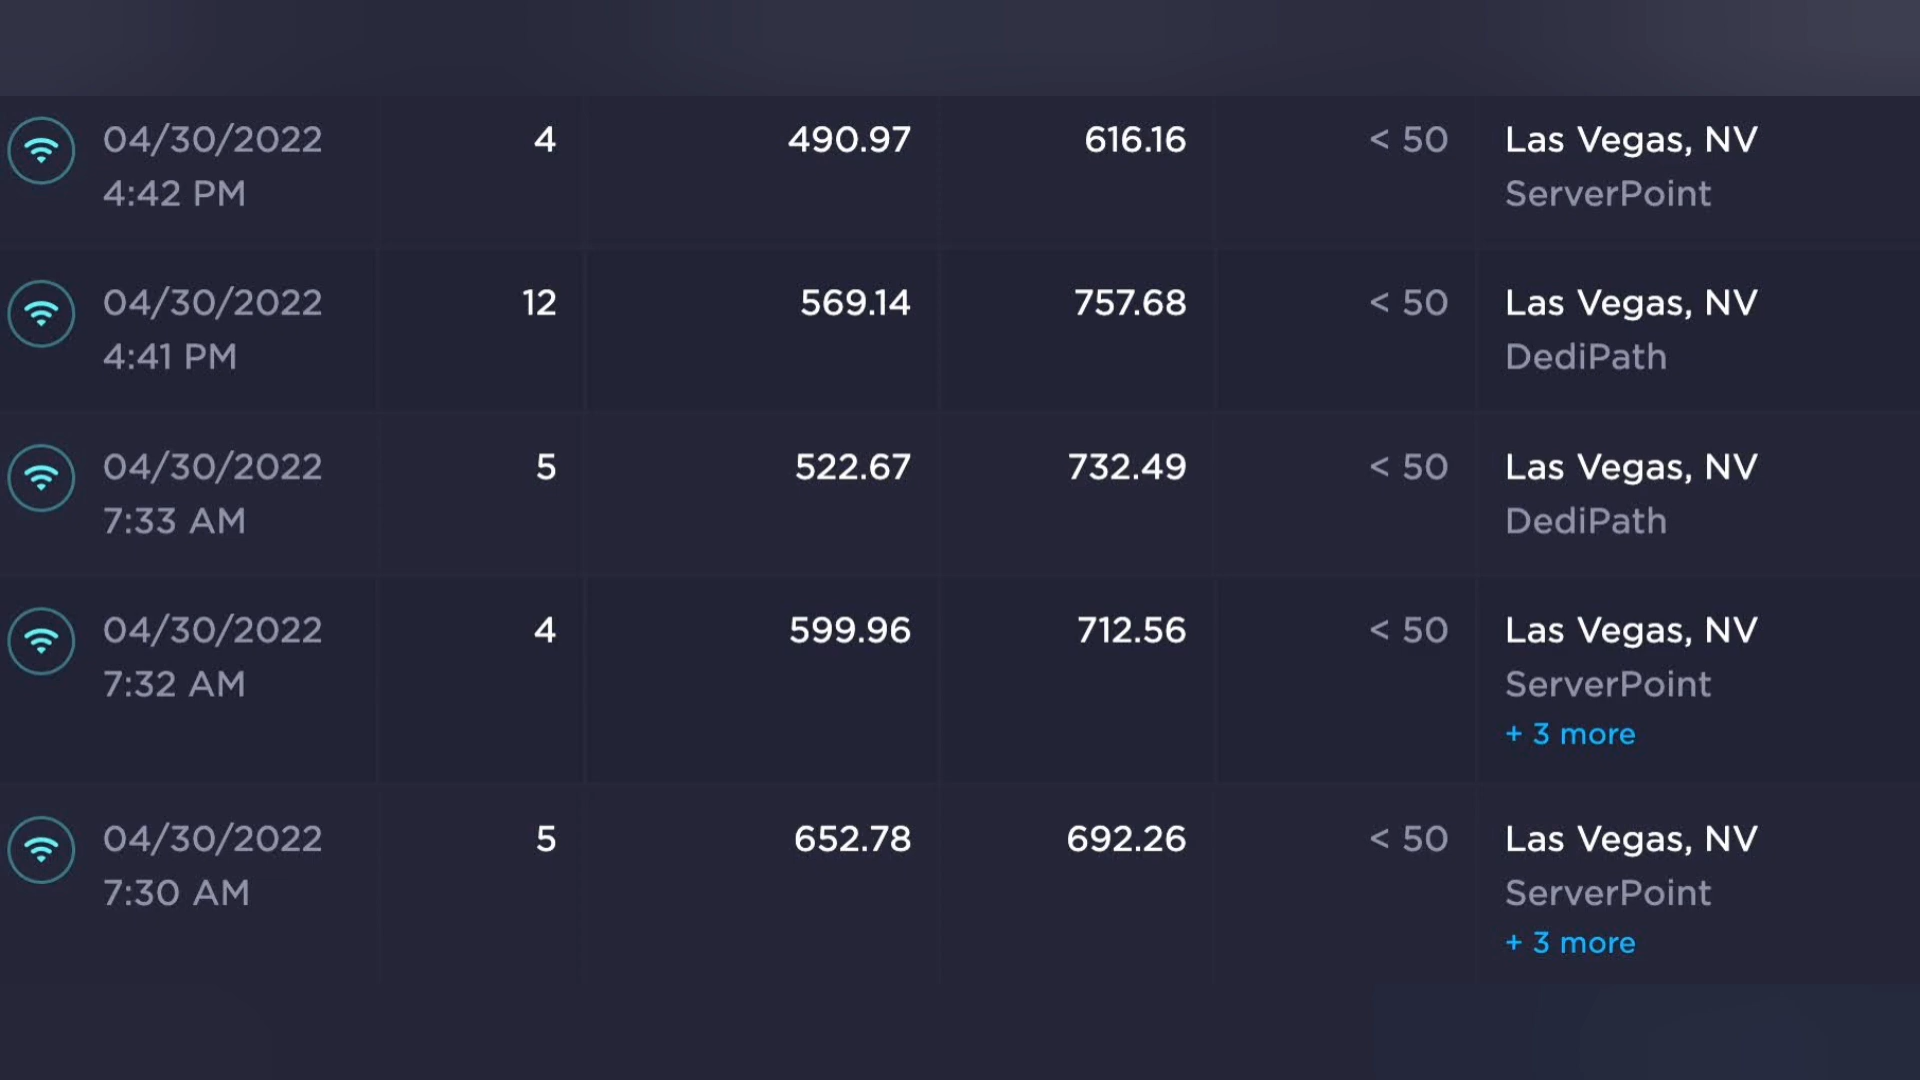 04/30/2022 4 490.97 616.16 < 50 Las Vegas, NV
4:42 PM ServerPoint
04/30/2022 12 569.14 757.68 < 50 Las Vegas, NV
4:41 PM DediPath
04/30/2022 5 522.67 732.49 < 50 Las Vegas, NV
7:33 AM DediPath
04/30/2022 4 599.96 712.56 < 50 Las Vegas, NV
7:32 AM ServerPoint
+ 3 more
04/30/2022 5 652.78 692.26 < 50 Las Vegas, NV
7:30 AM ServerPoint
+ 3 more